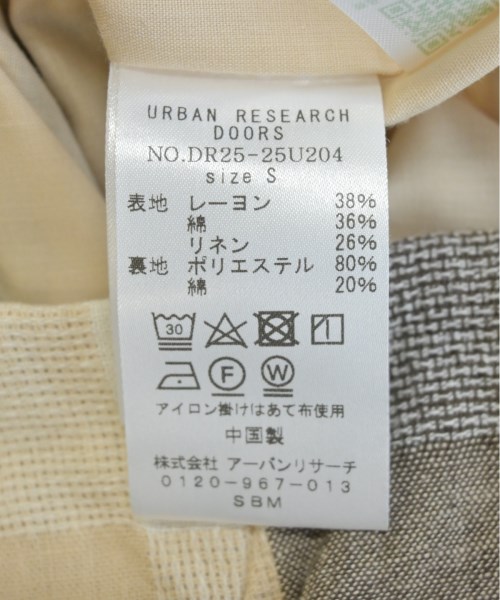 URBAN RESEARCH
DOORS
NO.DR25-25U204
size S
表地 レーヨン 38%
綿 36%
リネン 26%
裏地 ポリエステル 80%
綿 20%
30
F W
アイロン掛けはあて布使用
中国製
株式会社 アーバンリサーチ
0120-967-013
SBM